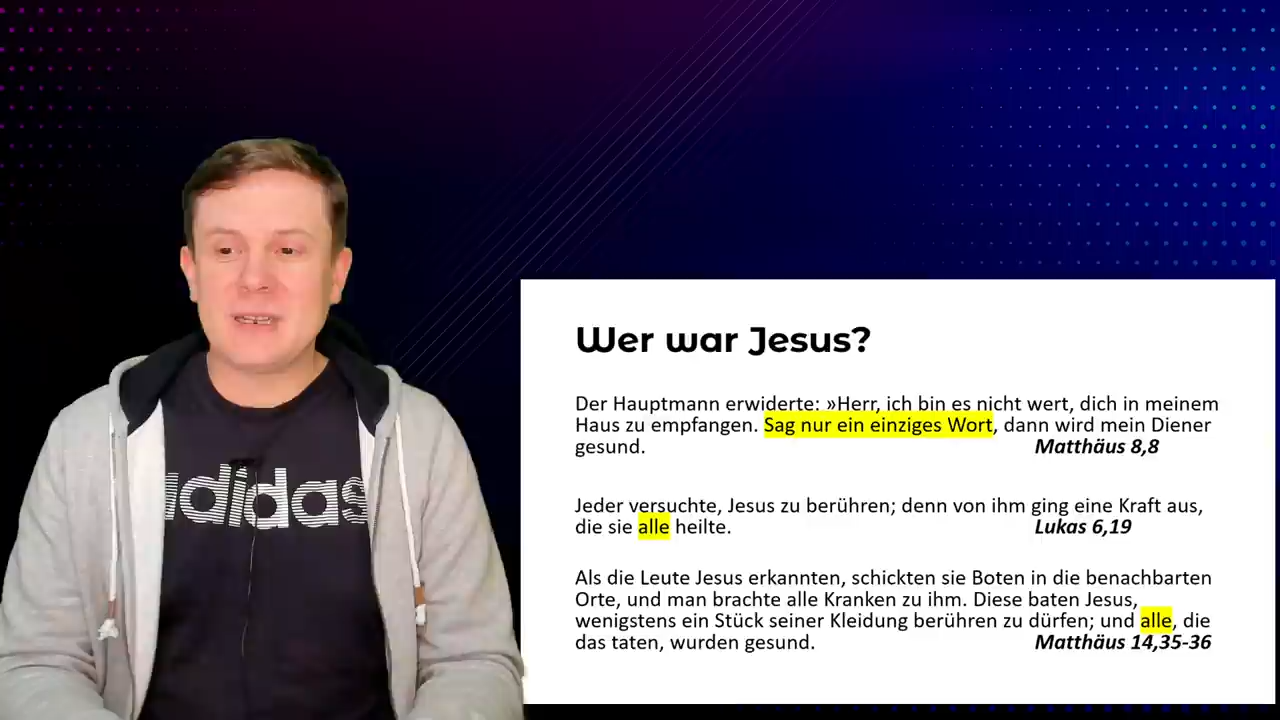 adidas
Wer war Jesus?
Der Hauptmann erwiderte: »Herr, ich bin es nicht wert, dich in meinem
Haus zu empfangen. Sag nur ein einziges Wort, dann wird mein Diener
gesund. Matthäus 8,8
Jeder versuchte, Jesus zu berühren; denn von ihm ging eine Kraft aus,
die sie alle heilte. Lukas 6,19
Als die Leute Jesus erkannten, schickten sie Boten in die benachbarten
Orte, und man brachte alle Kranken zu ihm. Diese baten Jesus,
wenigstens ein Stück seiner Kleidung berühren zu dürfen; und alle, die
das taten, wurden gesund. Matthäus 14,35-36